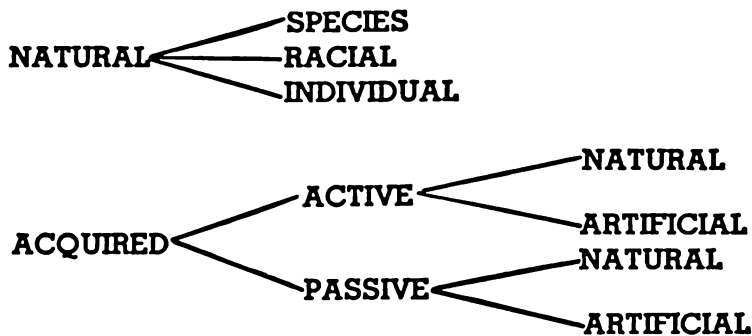 SPECIES
NATURAL
RACIAL
INDIVIDUAL
NATURAL
ACTIVE
ARTIFICIAL
ACQUIRED
NATURAL
PASSIVE
ARTIFICIAL